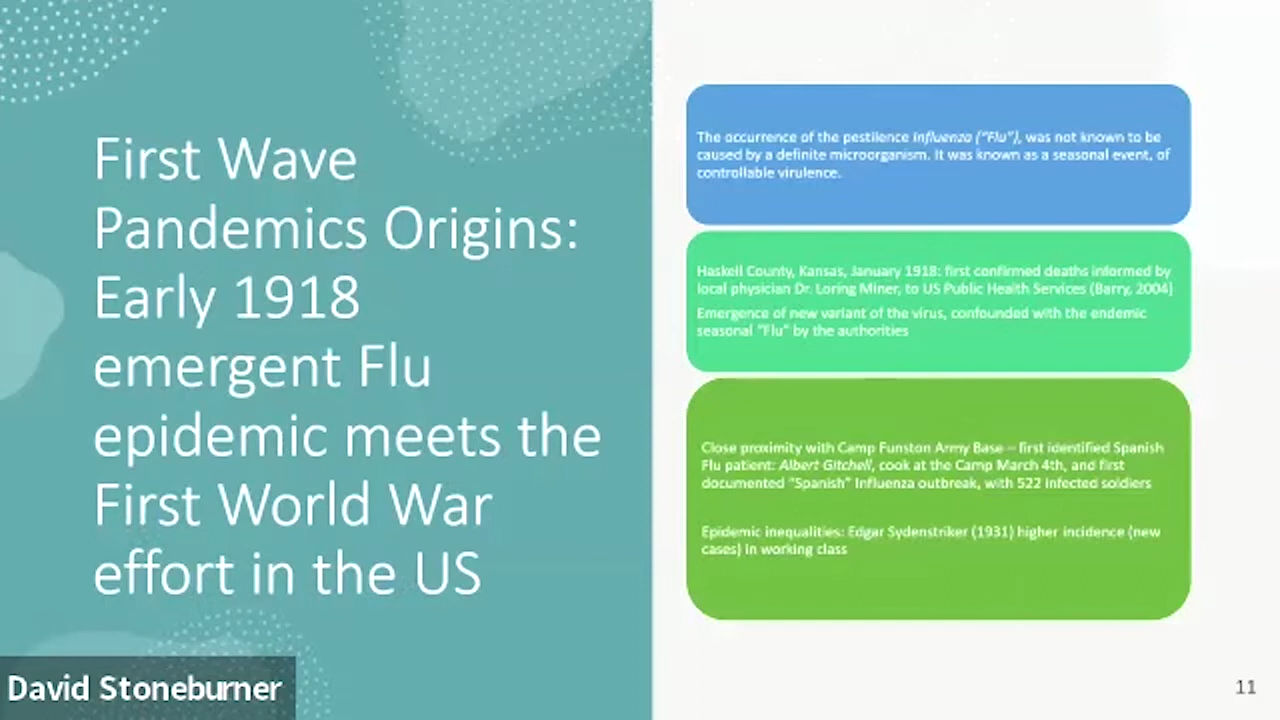 First Wave
Pandemics Origins:
Early 1918
emergent Flu
epidemic meets the
First World War
effort in the US
The occurrence of the pestilence Influenza (“Flu”), was not known to be
caused by a definite microorganism. It was known as a seasonal event, of
controllable virulence.
Haskell County, Kansas, January 1918: first confirmed deaths informed by
local physician Dr. Loring Miner, to US Public Health Services (Barry, 2004)
Emergence of new variant of the virus, confounded with the endemic
seasonal “Flu” by the authorities
Close proximity with Camp Funston Army Base – first identified Spanish
Flu patient: Albert Gitchell, cook at the Camp March 4th, and first
documented “Spanish” Influenza outbreak, with 522 infected soldiers
Epidemic inequalities: Edgar Sydenstriker (1931) higher incidence (new
cases) in working class
David Stoneburner
11